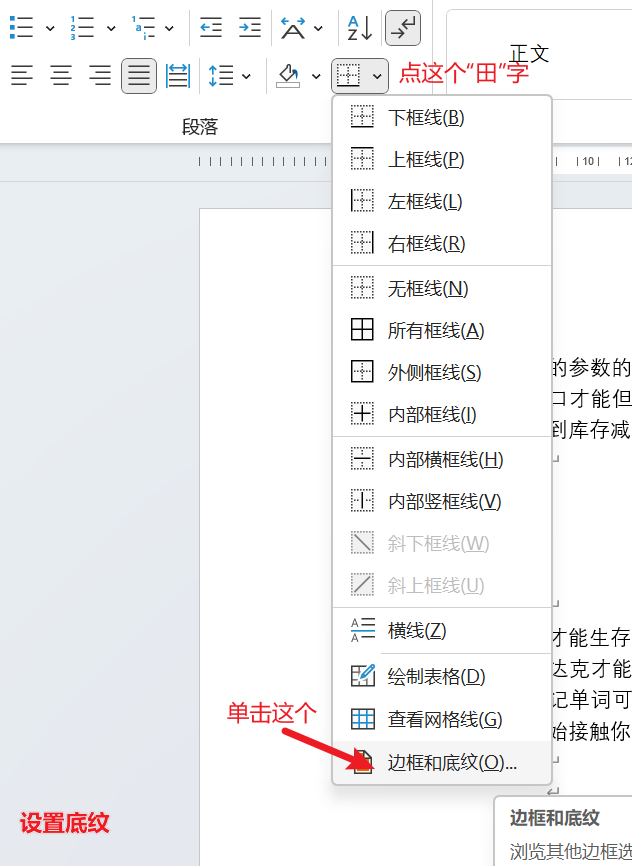 正文
点这个“田”字
段落
10
12
下框线(B)
上框线(P)
左框线(L)
右框线(R)
无框线(N)
所有框线(A)
外侧框线(S)
内部框线(I)
内部横框线(H)
内部竖框线(V)
斜下框线(W)
斜上框线(U)
横线(Z)
绘制表格(D)
查看网格线(G)
边框和底纹(O)...
的参数的
口才能但
到库存减
才能生存
达克才能
记单词可
始接触你
单击这个
设置底纹
边框和底纹
浏览其他边框选